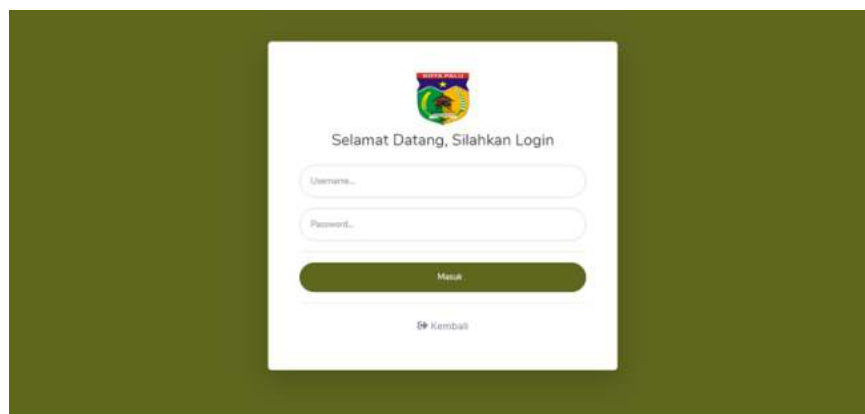 KOTA PALU
Selamat Datang, Silahkan Login
Username...
Password...
Masuk
Kembali